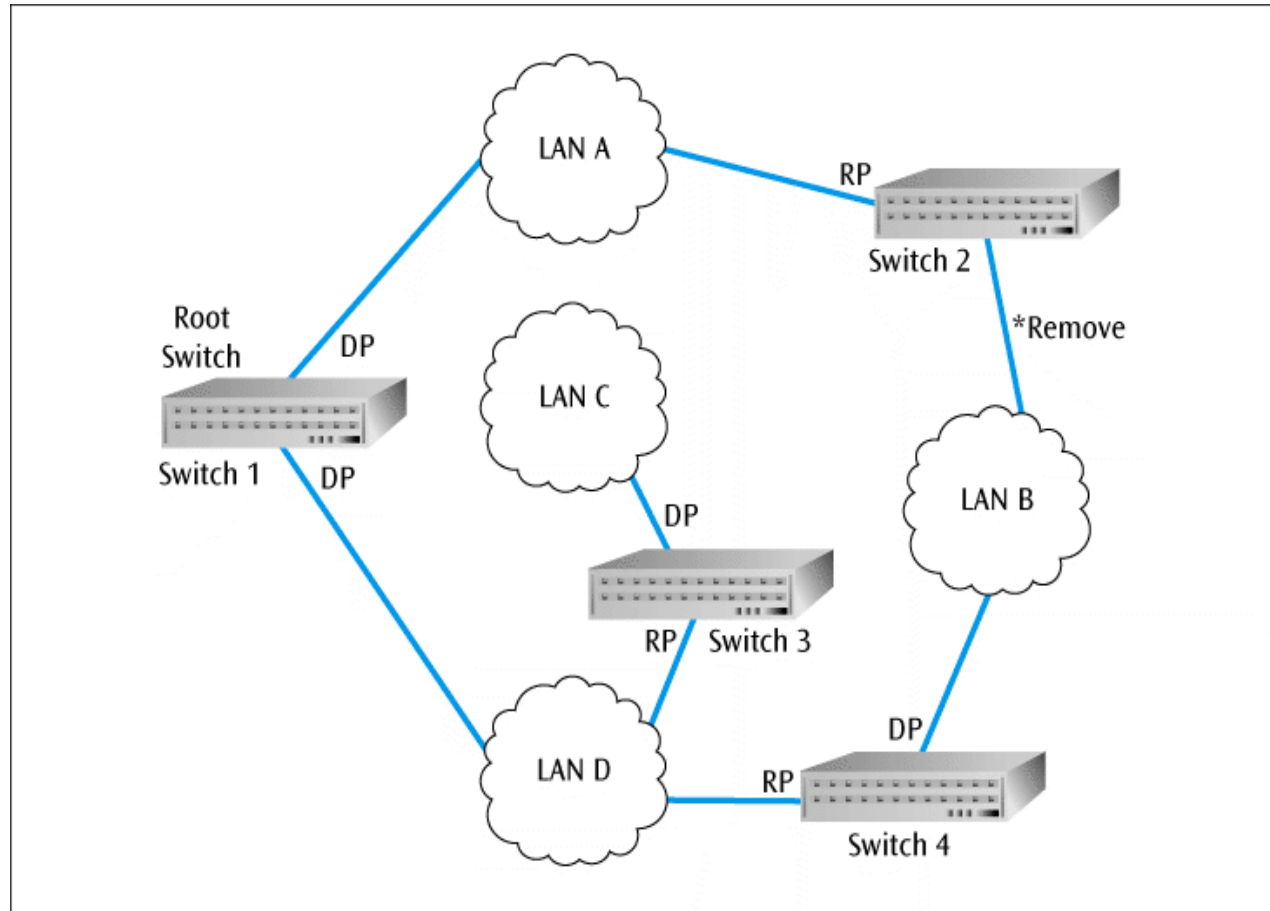 LAN A
RP
Switch 2
*Remove
Root
Switch
DP
Switch 1
DP
LAN C
DP
LAN B
RP
Switch 3
DP
LAN D
RP
Switch 4